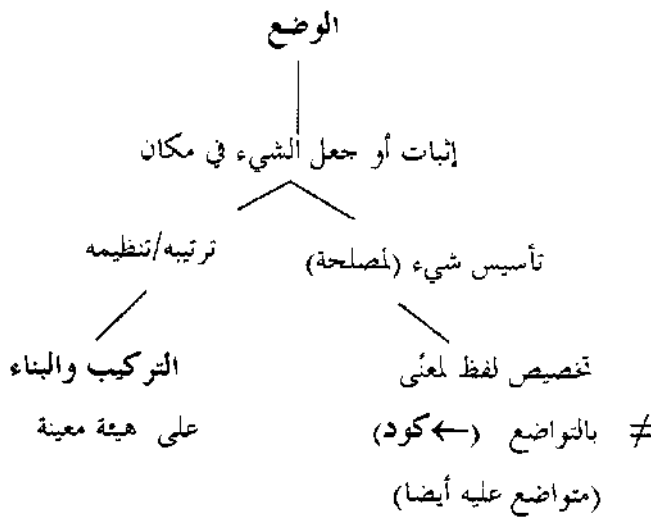 الوضع
إثبات أو جعل الشيء في مكان
تأسيس شيء (لمصلحة)
ترتيبه/تنظيمه
تخصيص لفظ لمعنًى
التركيب والبناء
≠ بالتواضع (← كود)
على هيئة معينة
(متواضع عليه أيضا)